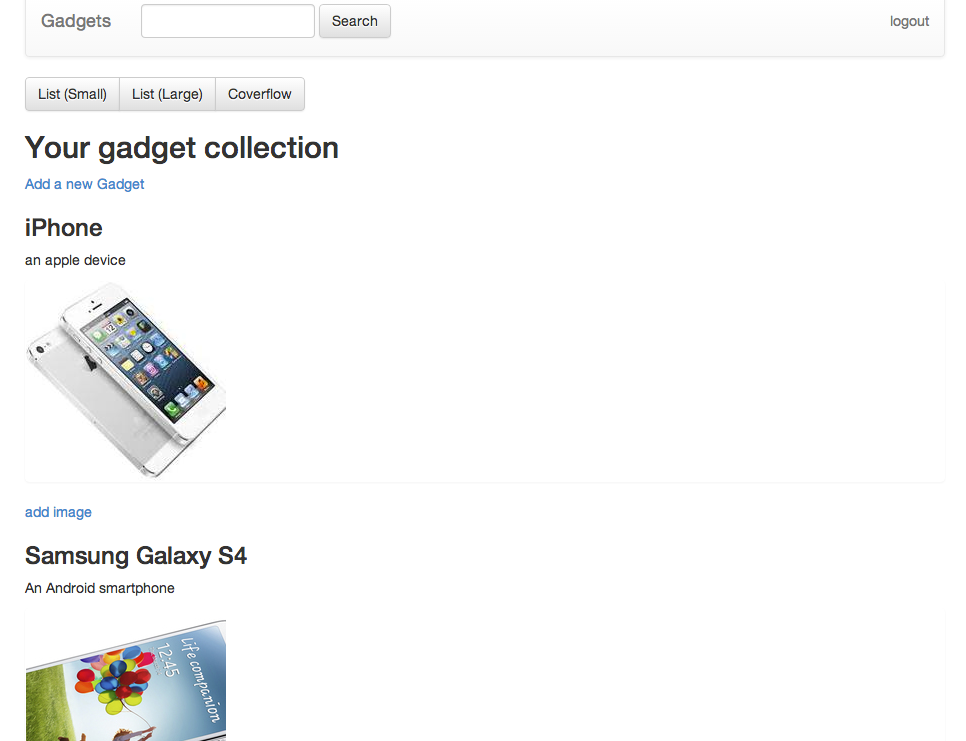 Gadgets Search logout
List (Small) List (Large) Coverflow
Your gadget collection
Add a new Gadget
iPhone
an apple device
add image
Samsung Galaxy S4
An Android smartphone
Life companion
12:45